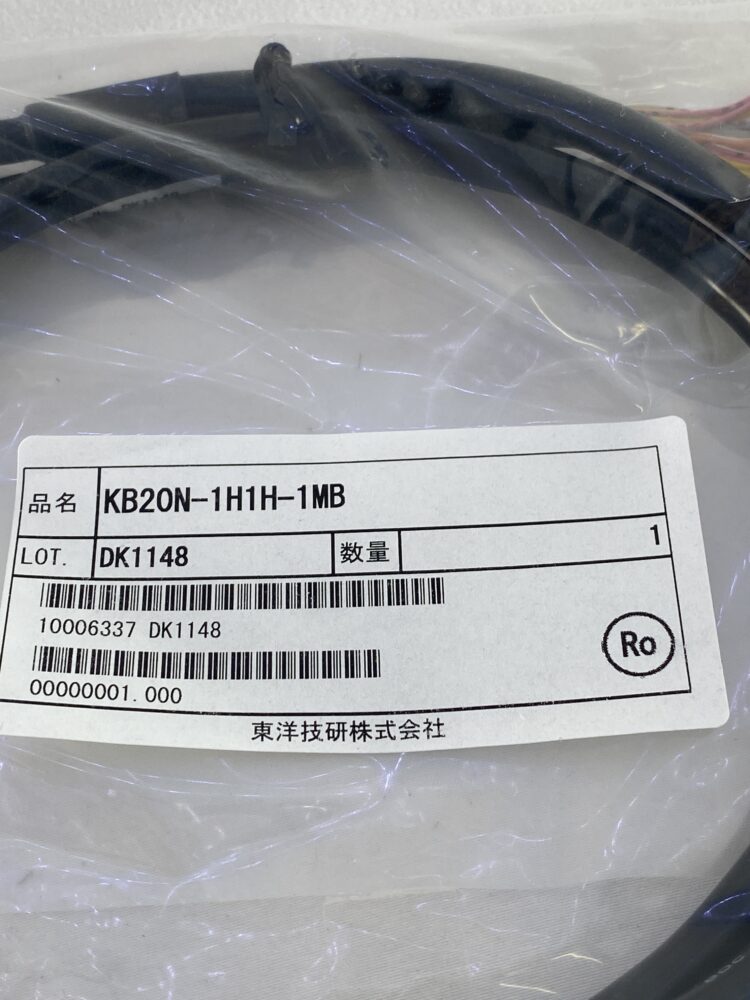 品名 KB20N-1H1H-1MB
LOT. DK1148 数量 1
10006337 DK1148
00000001.000
Ro
東洋技研株式会社